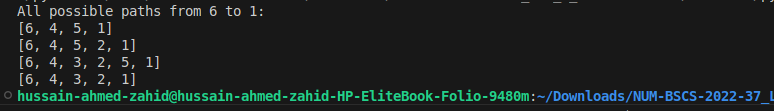 All possible paths from 6 to 1:
[6, 4, 5, 1]
[6, 4, 5, 2, 1]
[6, 4, 3, 2, 5, 1]
[6, 4, 3, 2, 1]
hussain-ahmed-zahid@hussain-ahmed-zahid-HP-EliteBook-Folio-9480m:~/Downloads/NUM-BSCS-2022-37_L